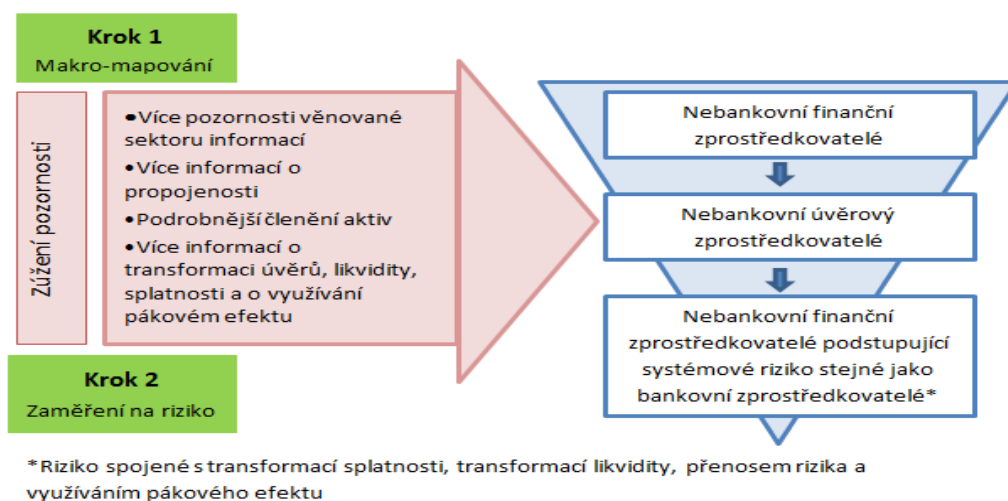 Krok 1
Makro-mapování
Zúžení pozornosti
•Více pozornosti věnované
sektoru informací
•Více informací o
propojenosti
•Podrobnější členění aktiv
•Více informací o
transformaci úvěrů, likvidity,
splatnosti a o využívání
pákovém efektu
Krok 2
Zaměření na riziko
Nebankovní finanční
zprostředkovatelé
Nebankovní úvěrový
zprostředkovatelé
Nebankovní finanční
zprostředkovatelé podstupující
systémové riziko stejné jako
bankovní zprostředkovatelé*
*Riziko spojené s transformací splatnosti, transformací likvidity, přenosem rizika a
využíváním pákového efektu